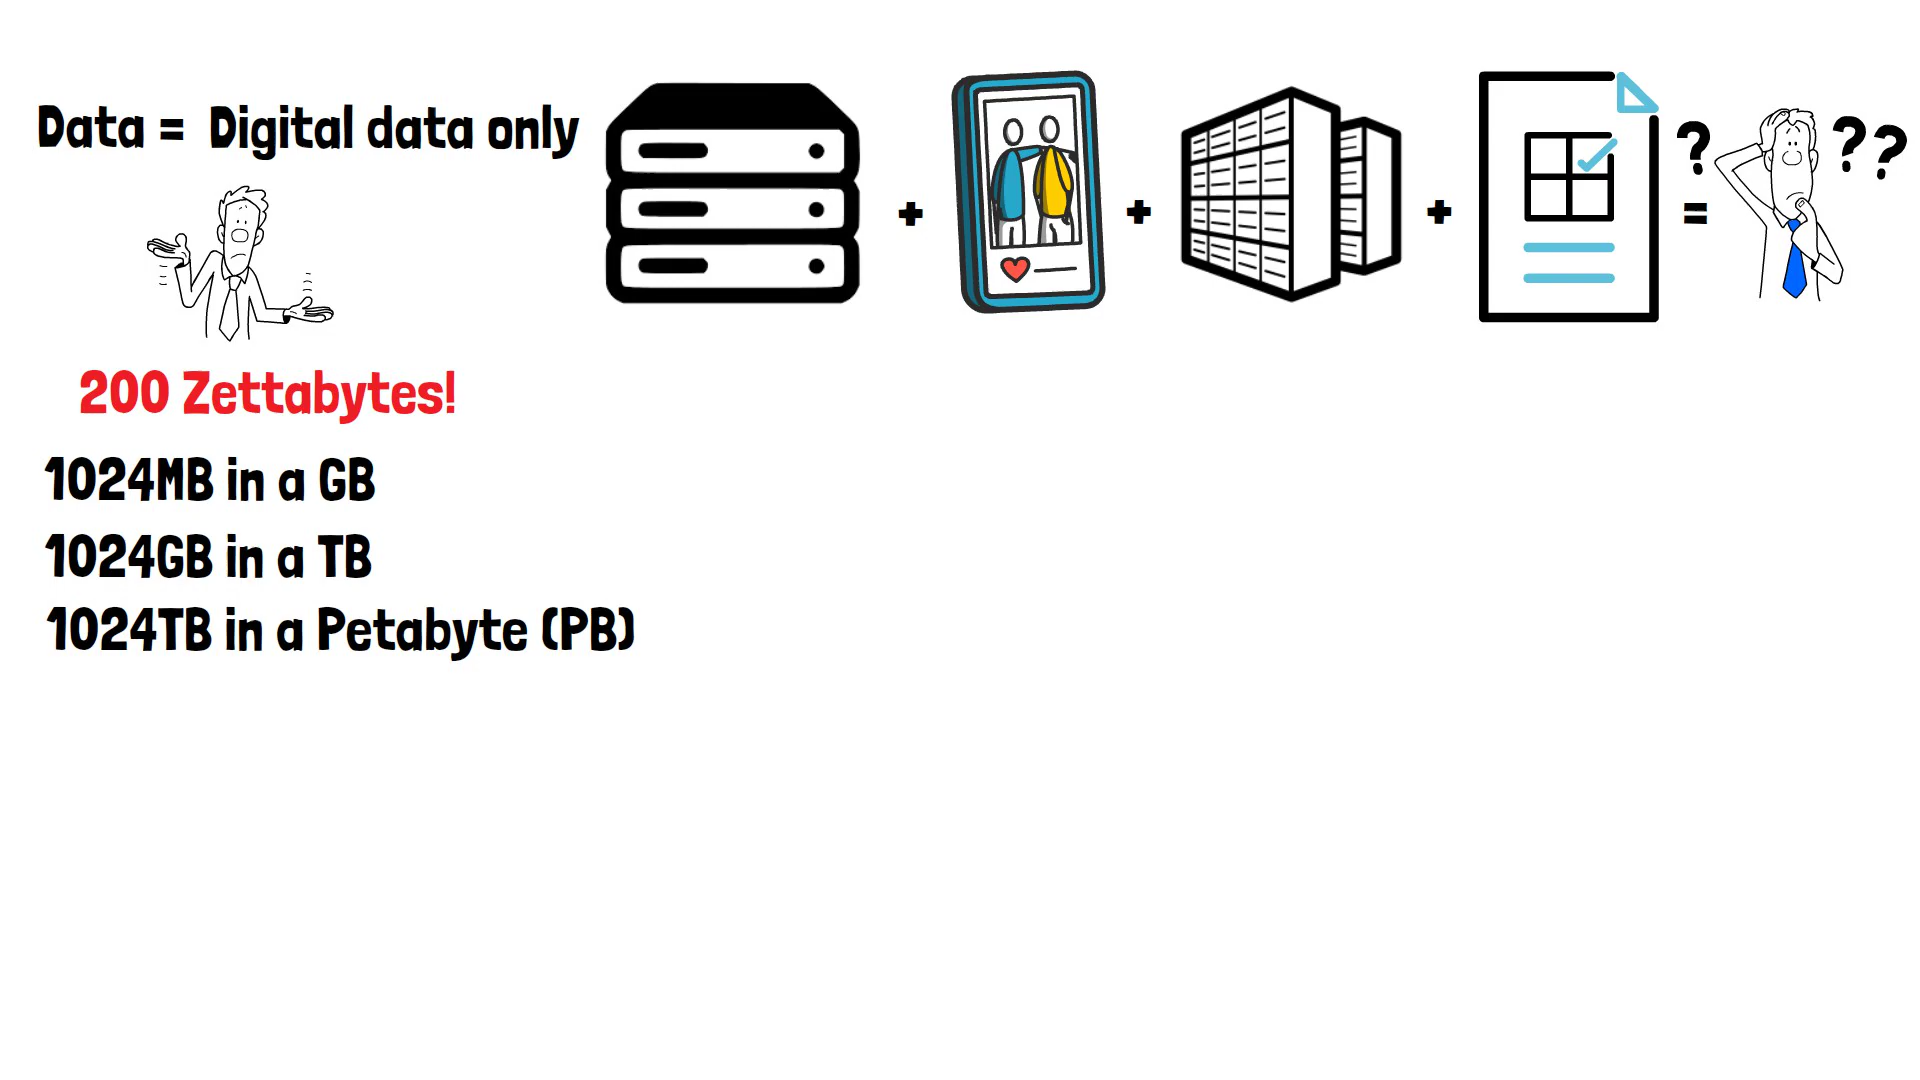 Data = Digital data only
+ + + = ? ??
200 Zettabytes!
1024MB in a GB
1024GB in a TB
1024TB in a Petabyte (PB)